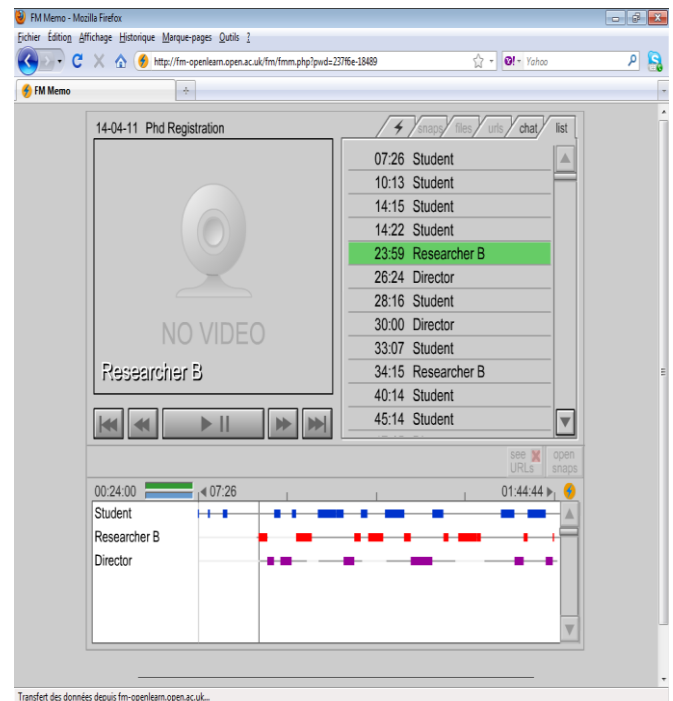 FM Memo - Mozilla Firefox
Fichier Édition Affichage Historique Marque-pages Outils ?
http://fm-openlearn.open.ac.uk/fm/fmm.php?pwd=237f6e-18489 Yahoo
FM Memo
14-04-11 Phd Registration
snaps files urls chat list
07:26 Student
10:13 Student
14:15 Student
14:22 Student
23:59 Researcher B
26:24 Director
28:16 Student
30:00 Director
33:07 Student
34:15 Researcher B
40:14 Student
45:14 Student
NO VIDEO
Researcher B
see URLs
open snaps
00:24:00 07:26 01:44:44
Student
Researcher B
Director
Transfert des données depuis fm-openlearn.open.ac.uk...